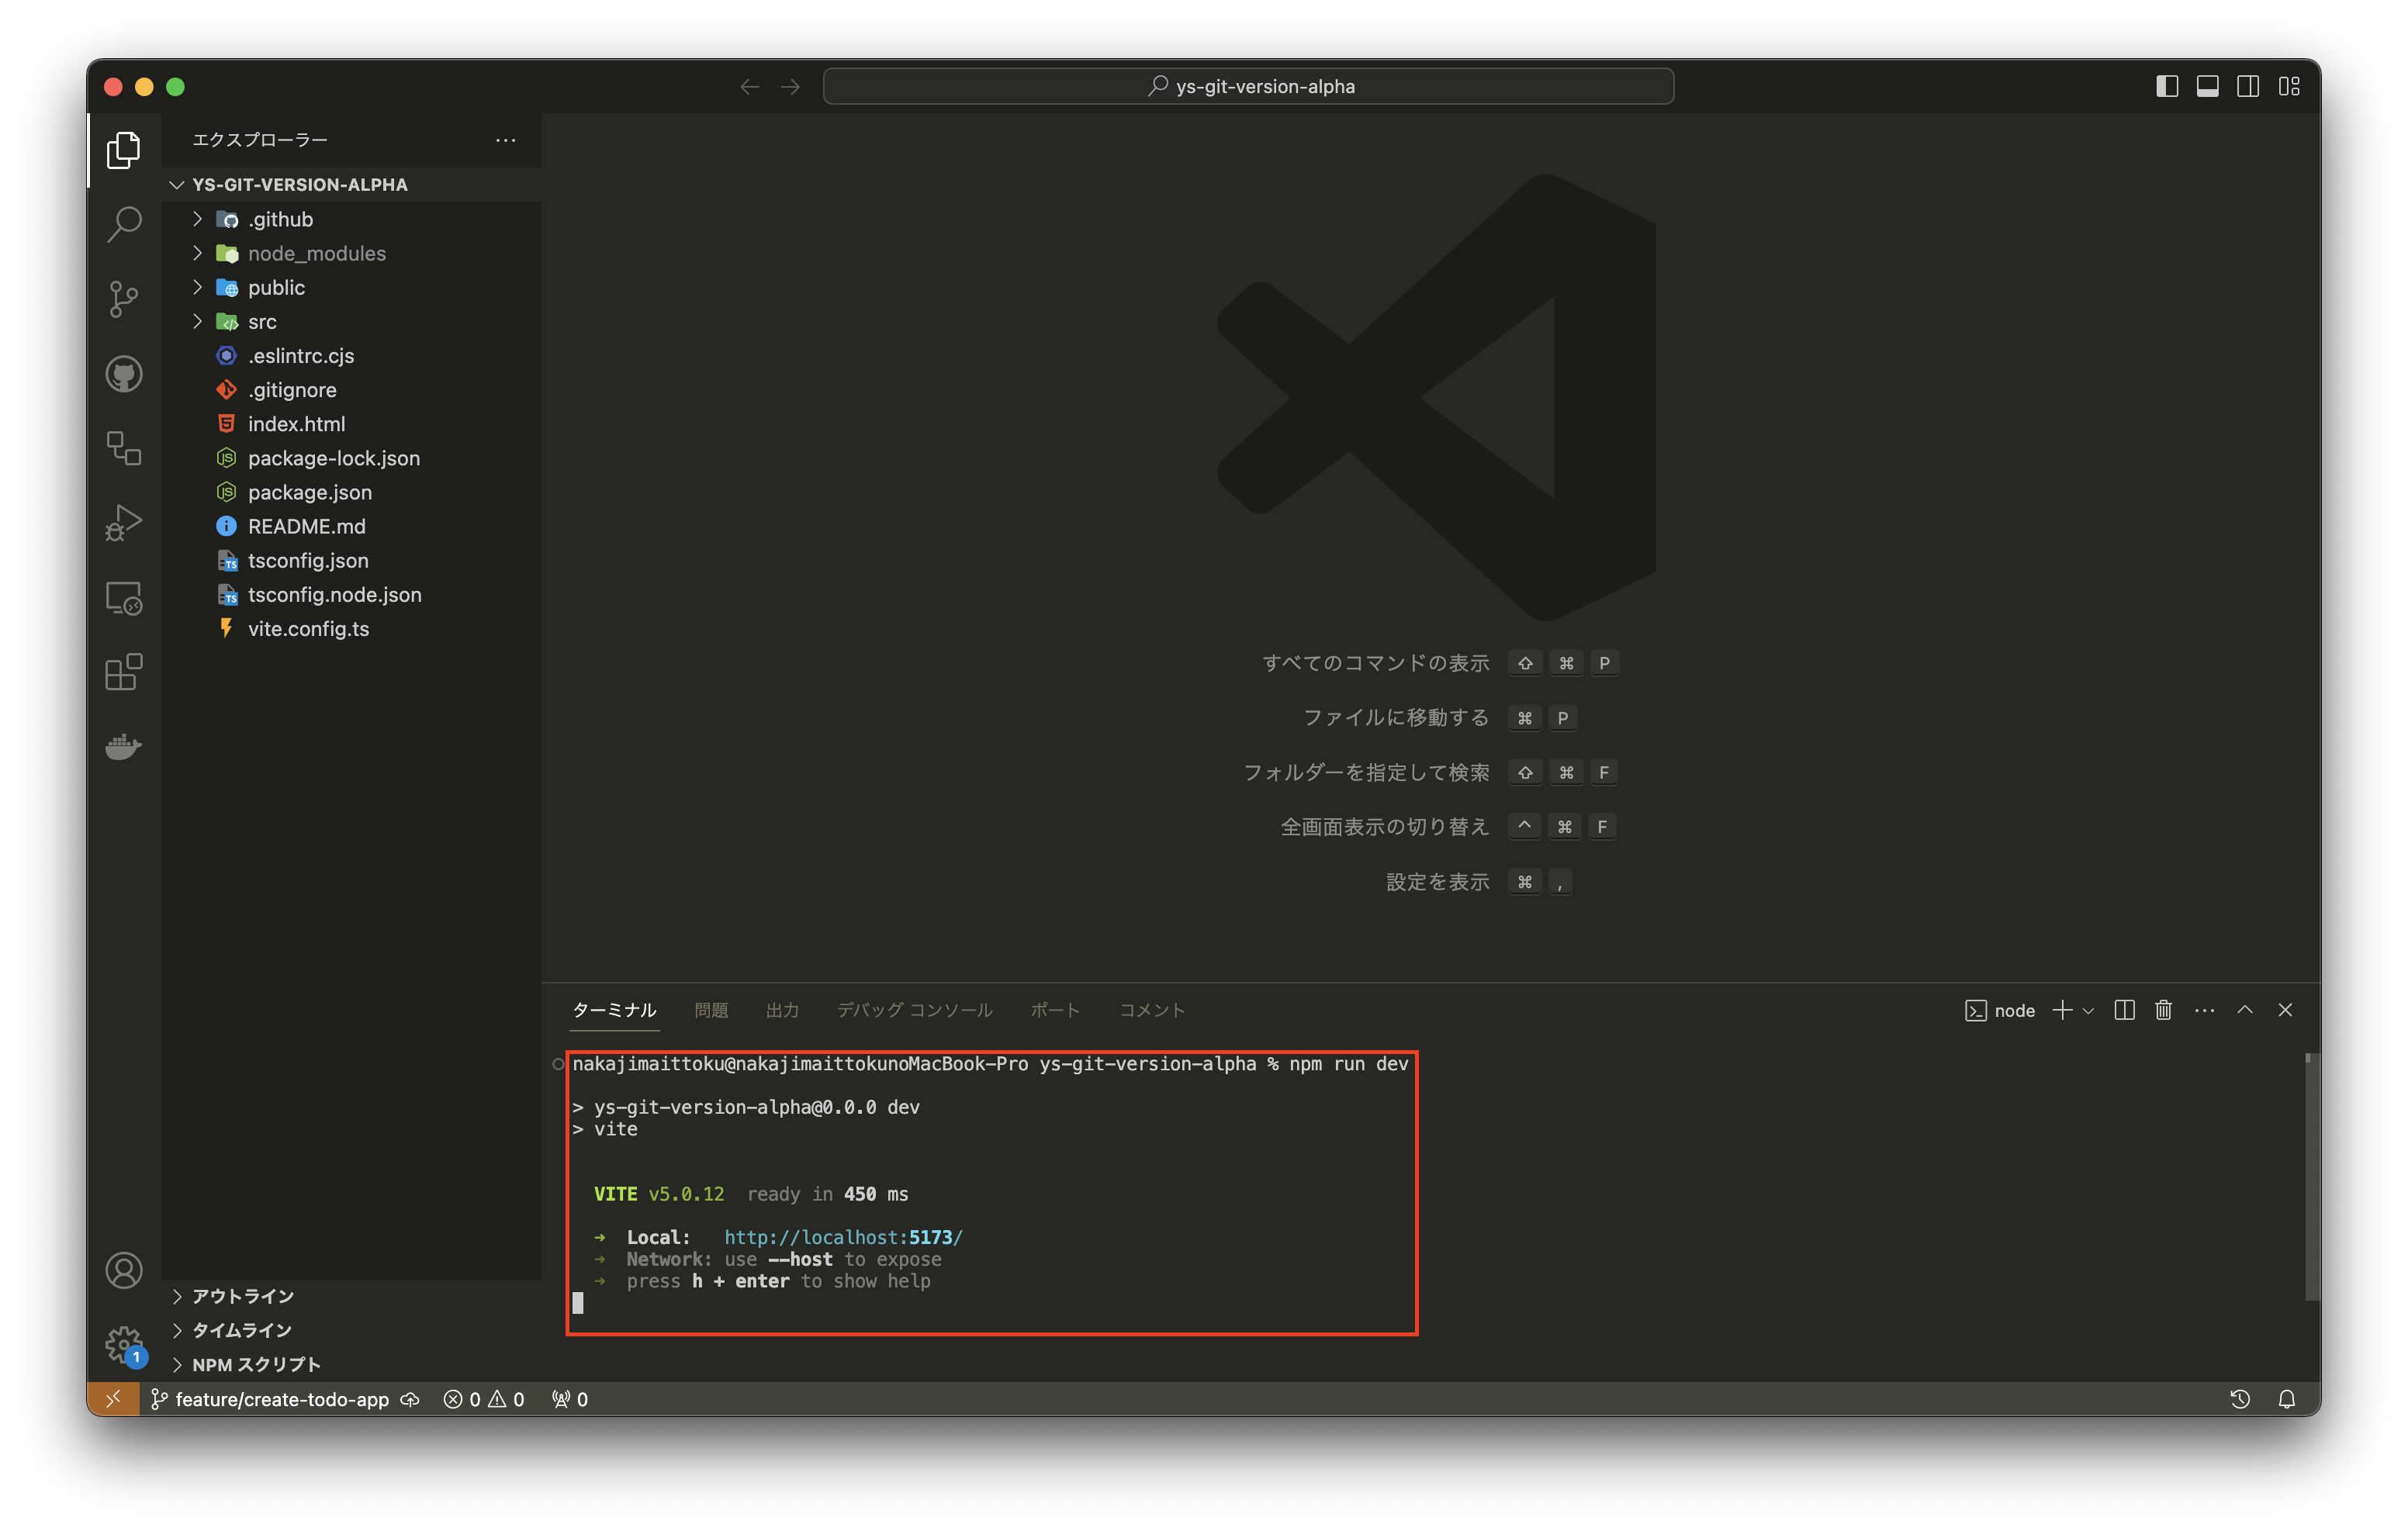 ys-git-version-alpha
エクスプローラー
YS-GIT-VERSION-ALPHA
.github
node_modules
public
src
.eslintrc.cjs
.gitignore
index.html
package-lock.json
package.json
README.md
tsconfig.json
tsconfig.node.json
vite.config.ts
アウトライン
タイムライン
NPM スクリプト
1
すべてのコマンドの表示 ⇧ ⌘ P
ファイルに移動する ⌘ P
フォルダーを指定して検索 ⇧ ⌘ F
全画面表示の切り替え ^ ⌘ F
設定を表示 ⌘ ,
ターミナル 問題 出力 デバッグ コンソール ポート コメント
node
nakajimaittoku@nakajimaittokunoMacBook-Pro ys-git-version-alpha % npm run dev
> ys-git-version-alpha@0.0.0 dev
> vite
VITE v5.0.12 ready in 450 ms
➜ Local: http://localhost:5173/
➜ Network: use --host to expose
➜ press h + enter to show help
feature/create-todo-app 0 0 0